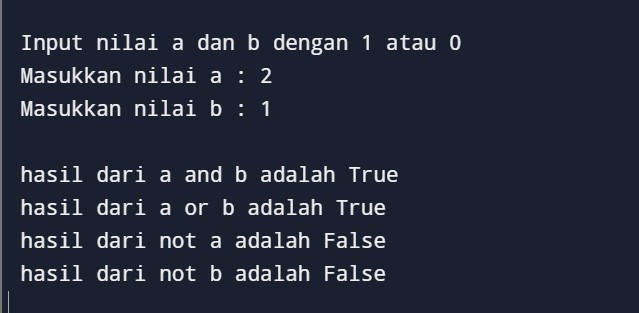 Input nilai a dan b dengan 1 atau 0
Masukkan nilai a : 2
Masukkan nilai b : 1
hasil dari a and b adalah True
hasil dari a or b adalah True
hasil dari not a adalah False
hasil dari not b adalah False